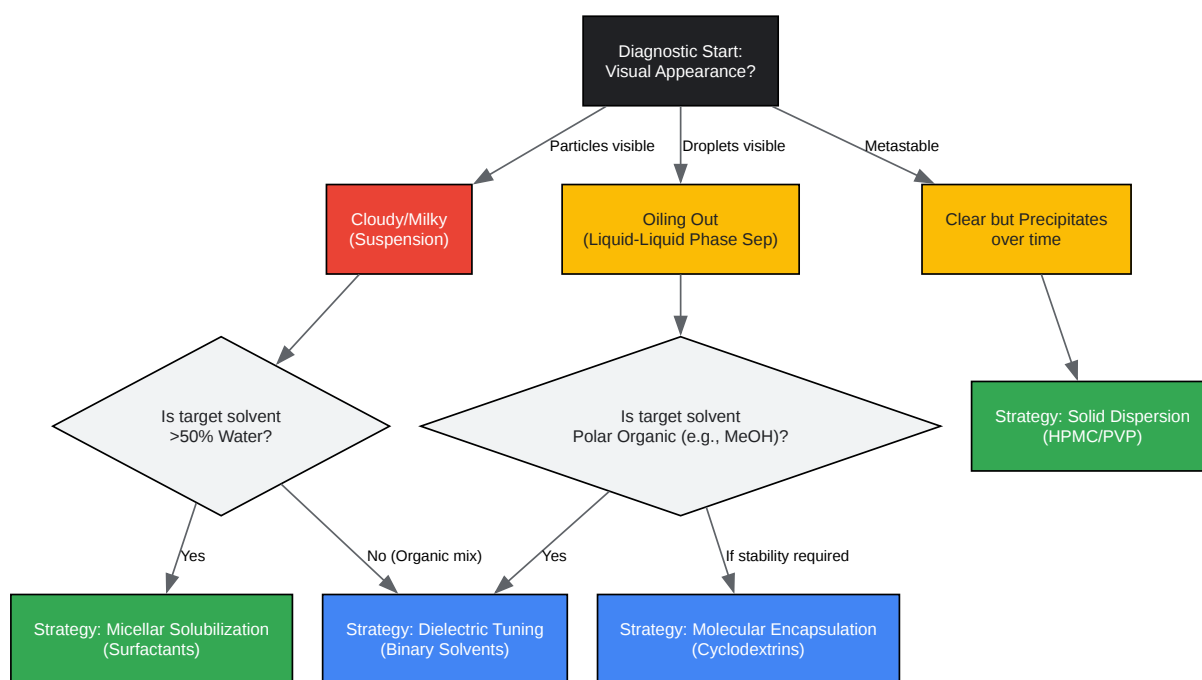 Diagnostic Start:
Visual Appearance?
Particles visible
Droplets visible
Metastable
Cloudy/Milky
(Suspension)
Oiling Out
(Liquid-Liquid Phase Sep)
Clear but Precipitates
over time
Is target solvent
>50% Water?
Is target solvent
Polar Organic (e.g., MeOH)?
Strategy: Solid Dispersion
(HPMC/PVP)
Yes
No (Organic mix)
Yes
If stability required
Strategy: Micellar Solubilization
(Surfactants)
Strategy: Dielectric Tuning
(Binary Solvents)
Strategy: Molecular Encapsulation
(Cyclodextrins)